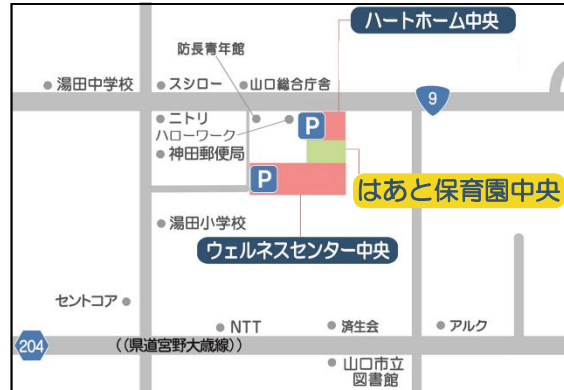 ハートホーム中央
防長青年館
湯田中学校
スシロー
山口総合庁舎
9
ニトリ
ハローワーク
P
神田郵便局
P
はあと保育園中央
湯田小学校
ウェルネスセンター中央
セントコア
NTT
済生会
アルク
204
((県道宮野大歳線))
山口市立
図書館